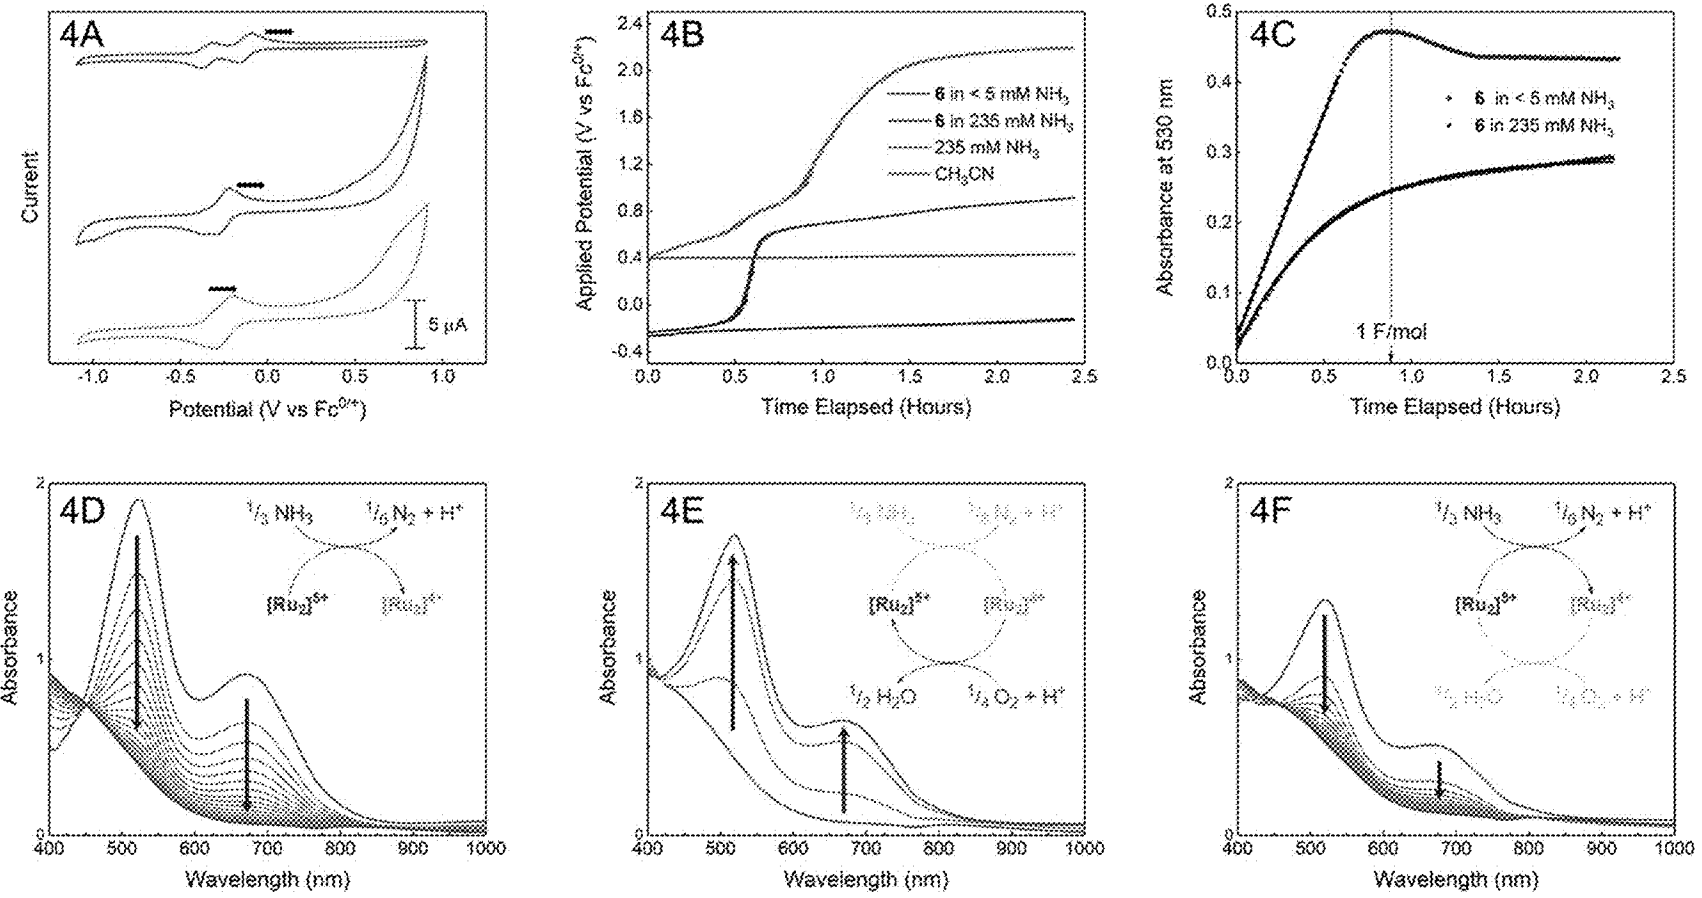 4A
Current
5 µA
-1.0 -0.5 0.0 0.5 1.0
Potential (V vs Fc0/+)
4B
Applied Potential (V vs Fc0/+)
2.4
2.0
1.6
1.2
0.8
0.4
0.0
-0.4
6 in < 5 mM NH3
6 in 235 mM NH3
235 mM NH3
CH3CN
0.0 0.5 1.0 1.5 2.0 2.5
Time Elapsed (Hours)
4C
Absorbance at 530 nm
0.5
0.4
0.3
0.2
0.1
0.0
6 in < 5 mM NH3
6 in 235 mM NH3
1 F/mol
0.0 0.5 1.0 1.5 2.0 2.5
Time Elapsed (Hours)
4D
Absorbance
2
1
0
1/3 NH3 1/6 N2 + H+
[Ru2]5+ [Ru2]4+
400 500 600 700 800 900 1000
Wavelength (nm)
4E
Absorbance
2
1
0
1/3 NH3 1/6 N2 + H+
[Ru2]5+ [Ru2]4+
1/2 H2O 1/4 O2 + H+
400 500 600 700 800 900 1000
Wavelength (nm)
4F
Absorbance
2
1
0
1/3 NH3 1/6 N2 + H+
[Ru2]5+ [Ru2]4+
1/2 H2O 1/4 O2 + H+
400 500 600 700 800 900 1000
Wavelength (nm)